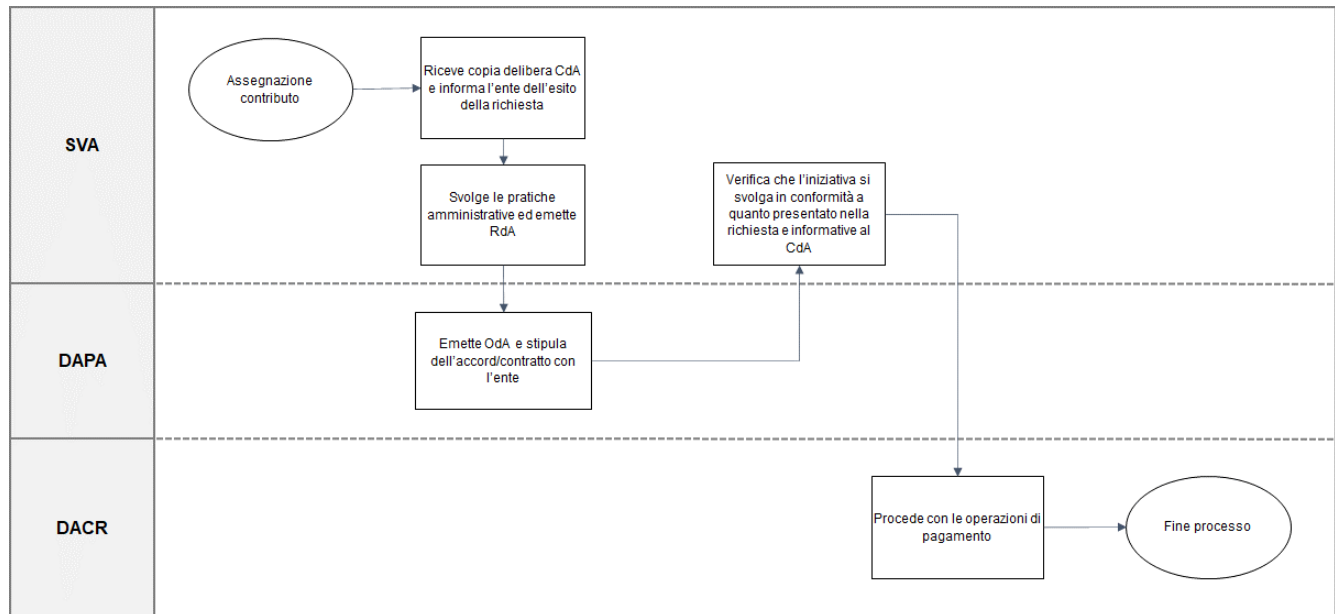 SVA
Assegnazione
contributo
Riceve copia delibera CdA
e informa l'ente dell'esito
della richiesta
Svolge le pratiche
amministrative ed emette
RdA
Verifica che l'iniziativa si
svolga in conformità a
quanto presentato nella
richiesta e informative al
CdA
DAPA
Emette OdA e stipula
dell'accord/contratto con
l'ente
DACR
Procede con le operazioni di
pagamento
Fine processo